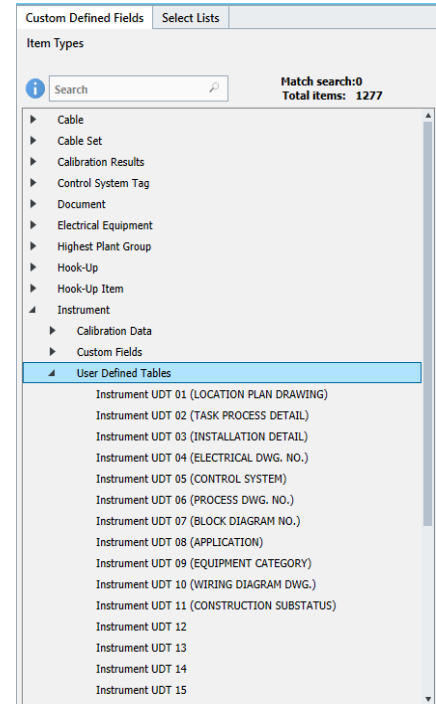 Custom Defined Fields Select Lists
Item Types
Search
Match search:0
Total items: 1277
Cable
Cable Set
Calibration Results
Control System Tag
Document
Electrical Equipment
Highest Plant Group
Hook-Up
Hook-Up Item
Instrument
Calibration Data
Custom Fields
User Defined Tables
Instrument UDT 01 (LOCATION PLAN DRAWING)
Instrument UDT 02 (TASK PROCESS DETAIL)
Instrument UDT 03 (INSTALLATION DETAIL)
Instrument UDT 04 (ELECTRICAL DWG. NO.)
Instrument UDT 05 (CONTROL SYSTEM)
Instrument UDT 06 (PROCESS DWG. NO.)
Instrument UDT 07 (BLOCK DIAGRAM NO.)
Instrument UDT 08 (APPLICATION)
Instrument UDT 09 (EQUIPMENT CATEGORY)
Instrument UDT 10 (WIRING DIAGRAM DWG.)
Instrument UDT 11 (CONSTRUCTION SUBSTATUS)
Instrument UDT 12
Instrument UDT 13
Instrument UDT 14
Instrument UDT 15